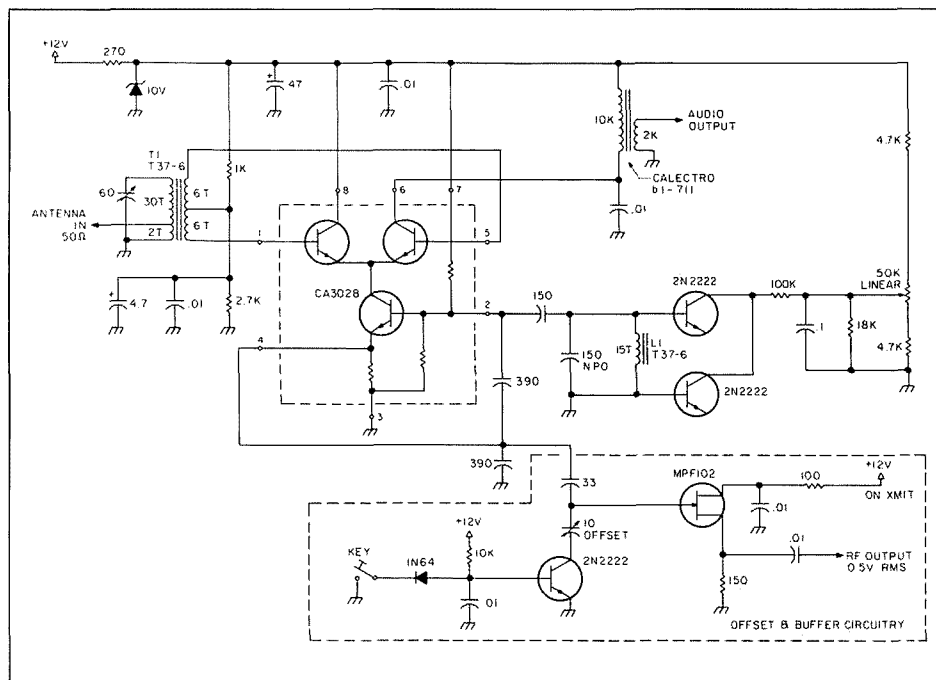 +12V
270
10V
47
.01
10K
2K
AUDIO
OUTPUT
CALECTRO
D1-711
.01
4.7K
T1
T37-6
1K
60
30T
6T
ANTENNA
IN
50Ω
2T
6T
8
6
7
1
5
4.7
.01
2.7K
CA3028
2
4
3
150
2N2222
100K
50K
LINEAR
150
NPO
15T
L1
T37-6
.1
18K
4.7K
2N2222
390
390
33
MPF102
100
+12V
ON XMIT
.01
10
OFFSET
+12V
KEY
1N64
10K
2N2222
.01
.01
RF OUTPUT
0.5V RMS
150
OFFSET & BUFFER CIRCUITRY